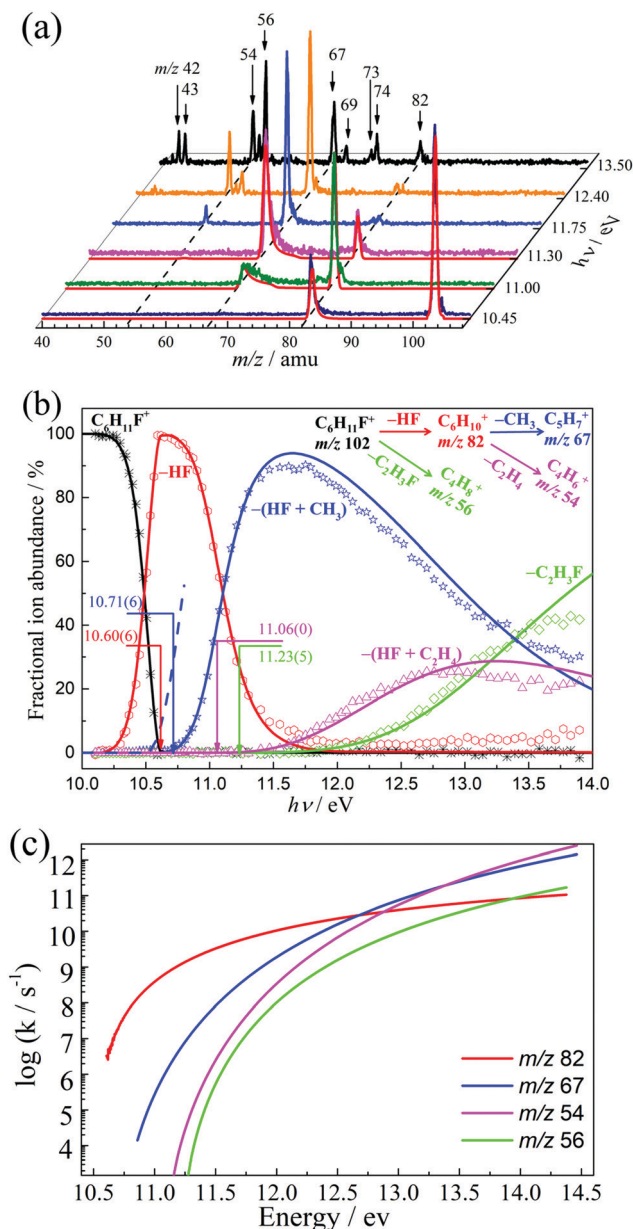 (a)
56
54
67
73
m/z 42
43
69
74
82
13.50
12.40
11.75
11.30
11.00
10.45
hν / eV
40 50 60 70 80 90 100
m/z / amu
(b)
C₆H₁₁F⁺
C₆H₁₁F⁺ –HF C₆H₁₀⁺ –CH₃ C₅H₇⁺
m/z 102 m/z 82 m/z 67
–C₂H₃F C₄H₈⁺ m/z 56
–C₂H₄ C₄H₆⁺ m/z 54
–HF
–(HF + CH₃)
–C₂H₃F
–(HF + C₂H₄)
10.71(6)
10.60(6)
11.06(0)
11.23(5)
Fractional ion abundance / %
100
80
60
40
20
0
10.0 10.5 11.0 11.5 12.0 12.5 13.0 13.5 14.0
hν / eV
(c)
log (k / s⁻¹)
12
11
10
9
8
7
6
5
4
m/z 82
m/z 67
m/z 54
m/z 56
10.5 11.0 11.5 12.0 12.5 13.0 13.5 14.0 14.5
Energy / ev